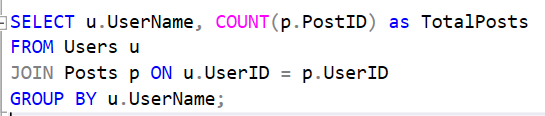 SELECT u.UserName, COUNT(p.PostID) as TotalPosts
FROM Users u
JOIN Posts p ON u.UserID = p.UserID
GROUP BY u.UserName;